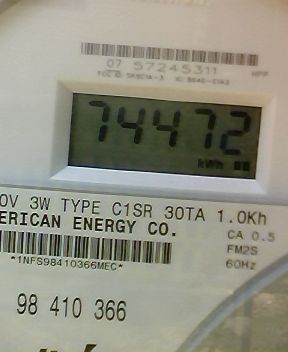 07 57245311
74472
kWh
0V 3W TYPE C1SR 30TA 1.0Kh
ERICAN ENERGY CO.
CA 0.5
FM2S
60Hz
*1NFS98410366MEC*
98 410 366